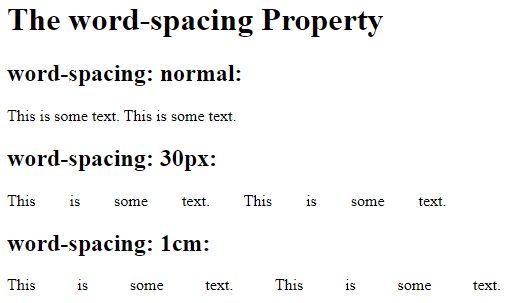 The word-spacing Property
word-spacing: normal:
This is some text. This is some text.
word-spacing: 30px:
This is some text. This is some text.
word-spacing: 1cm:
This is some text. This is some text.